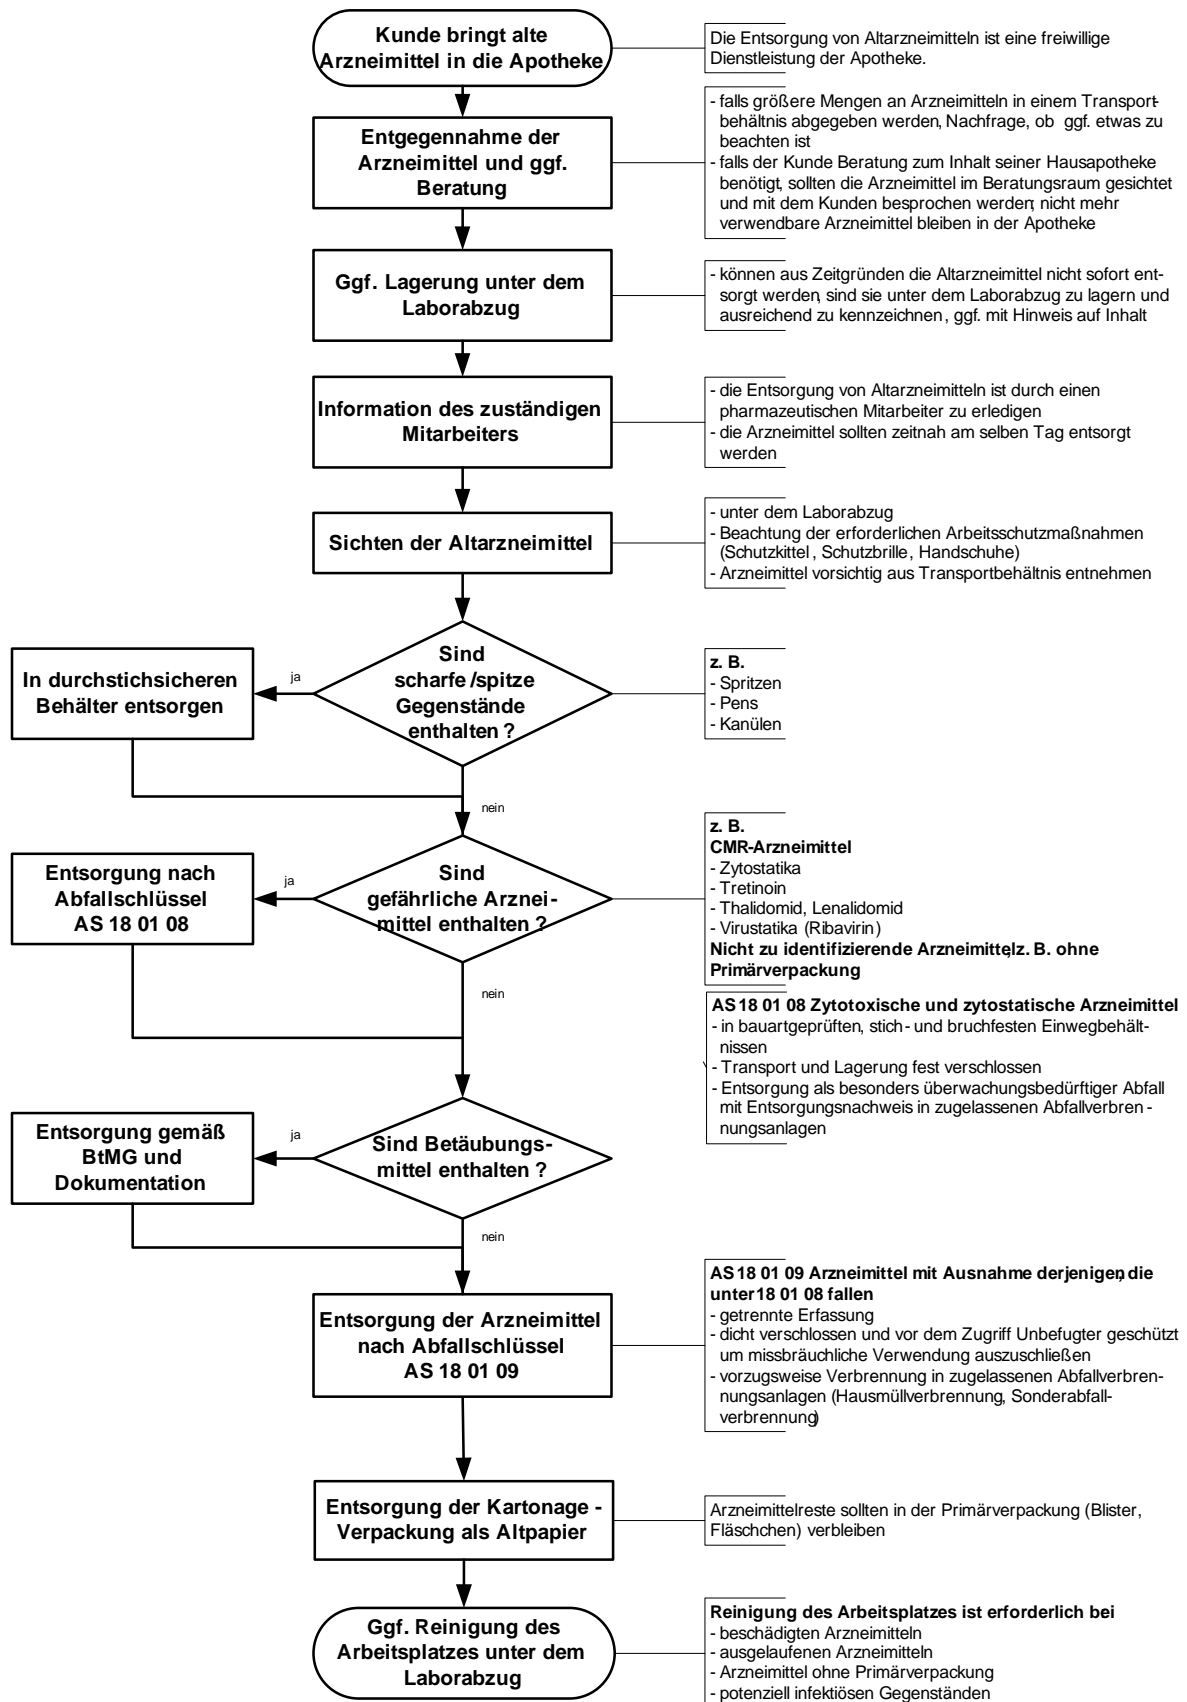 Kunde bringt alte
Arzneimittel in die Apotheke
Die Entsorgung von Altarzneimitteln ist eine freiwillige
Dienstleistung der Apotheke.
Entgegennahme der
Arzneimittel und ggf.
Beratung
- falls größere Mengen an Arzneimitteln in einem Transport-
behältnis abgegeben werden, Nachfrage, ob ggf. etwas zu
beachten ist
- falls der Kunde Beratung zum Inhalt seiner Hausapotheke
benötigt, sollten die Arzneimittel im Beratungsraum gesichtet
und mit dem Kunden besprochen werden; nicht mehr
verwendbare Arzneimittel bleiben in der Apotheke
Ggf. Lagerung unter dem
Laborabzug
- können aus Zeitgründen die Altarzneimittel nicht sofort ent-
sorgt werden, sind sie unter dem Laborabzug zu lagern und
ausreichend zu kennzeichnen, ggf. mit Hinweis auf Inhalt
Information des zuständigen
Mitarbeiters
- die Entsorgung von Altarzneimitteln ist durch einen
pharmazeutischen Mitarbeiter zu erledigen
- die Arzneimittel sollten zeitnah am selben Tag entsorgt
werden
Sichten der Altarzneimittel
- unter dem Laborabzug
- Beachtung der erforderlichen Arbeitsschutzmaßnahmen
(Schutzkittel, Schutzbrille, Handschuhe)
- Arzneimittel vorsichtig aus Transportbehältnis entnehmen
Sind
scharfe/spitze
Gegenstände
enthalten ?
ja
In durchstichsicheren
Behälter entsorgen
z. B.
- Spritzen
- Pens
- Kanülen
nein
Sind
gefährliche Arznei-
mittel enthalten ?
ja
Entsorgung nach
Abfallschlüssel
AS 18 01 08
z. B.
CMR-Arzneimittel
- Zytostatika
- Tretinoin
- Thalidomid, Lenalidomid
- Virustatika (Ribavirin)
Nicht zu identifizierende Arzneimittel, z. B. ohne
Primärverpackung
nein
AS 18 01 08 Zytotoxische und zytostatische Arzneimittel
- in bauartgeprüften, stich- und bruchfesten Einwegbehält-
nissen
- Transport und Lagerung fest verschlossen
- Entsorgung als besonders überwachungsbedürftiger Abfall
mit Entsorgungsnachweis in zugelassenen Abfallverbren-
nungsanlagen
Sind Betäubungs-
mittel enthalten ?
ja
Entsorgung gemäß
BtMG und
Dokumentation
nein
Entsorgung der Arzneimittel
nach Abfallschlüssel
AS 18 01 09
AS 18 01 09 Arzneimittel mit Ausnahme derjenigen, die
unter 18 01 08 fallen
- getrennte Erfassung
- dicht verschlossen und vor dem Zugriff Unbefugter geschützt
um missbräuchliche Verwendung auszuschließen
- vorzugsweise Verbrennung in zugelassenen Abfallverbren-
nungsanlagen (Hausmüllverbrennung, Sonderabfall-
verbrennung)
Entsorgung der Kartonage -
Verpackung als Altpapier
Arzneimittelreste sollten in der Primärverpackung (Blister,
Fläschchen) verbleiben
Ggf. Reinigung des
Arbeitsplatzes unter dem
Laborabzug
Reinigung des Arbeitsplatzes ist erforderlich bei
- beschädigten Arzneimitteln
- ausgelaufenen Arzneimitteln
- Arzneimittel ohne Primärverpackung
- potenziell infektiösen Gegenständen